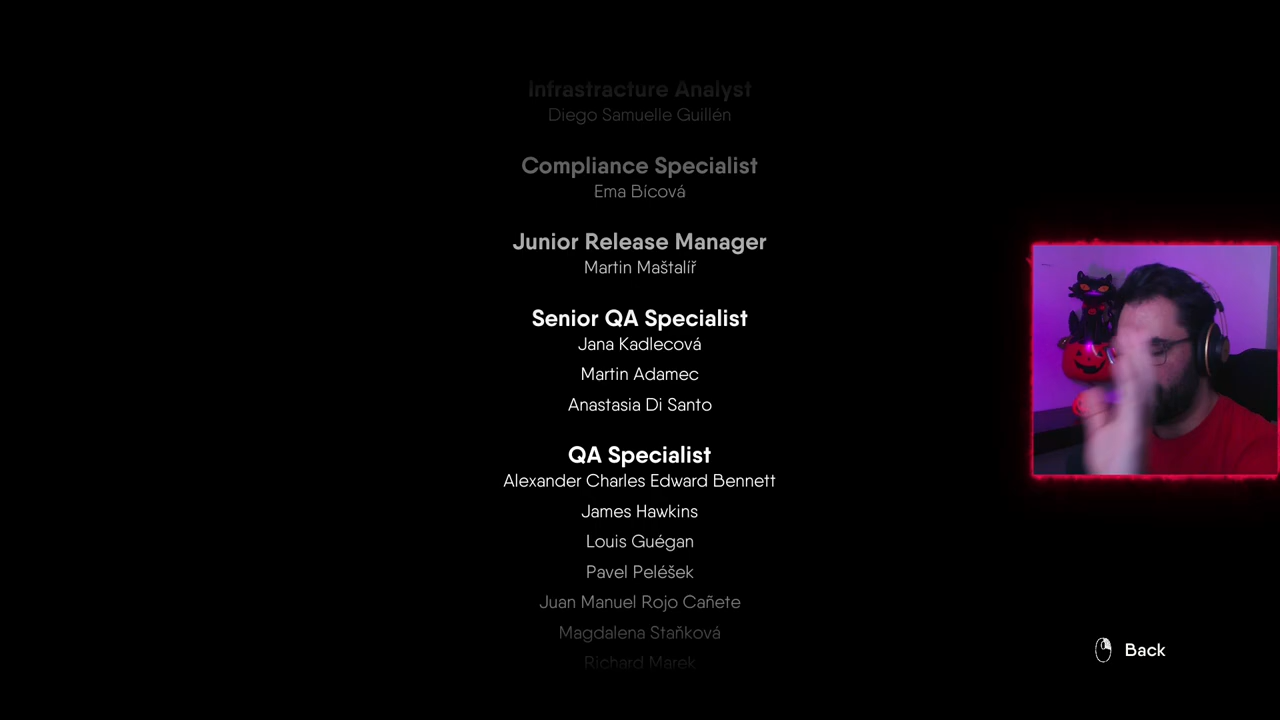 Infrastracture Analyst
Diego Samuelle Guillén
Compliance Specialist
Ema Bícová
Junior Release Manager
Martin Maštalíř
Senior QA Specialist
Jana Kadlecová
Martin Adamec
Anastasia Di Santo
QA Specialist
Alexander Charles Edward Bennett
James Hawkins
Louis Guégan
Pavel Peléšek
Juan Manuel Rojo Cañete
Magdalena Staňková
Richard Marek
Back